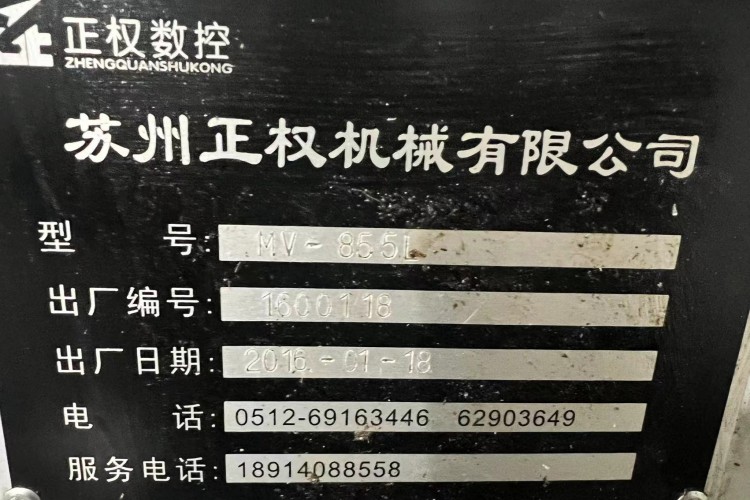 正权数控
ZHENGQUANSHUKONG
苏州正权机械有限公司
型 号: MV-855L
出厂编号: 1600118
出厂日期: 2016-01-18
电 话: 0512-69163446 62903649
服务电话: 18914088558